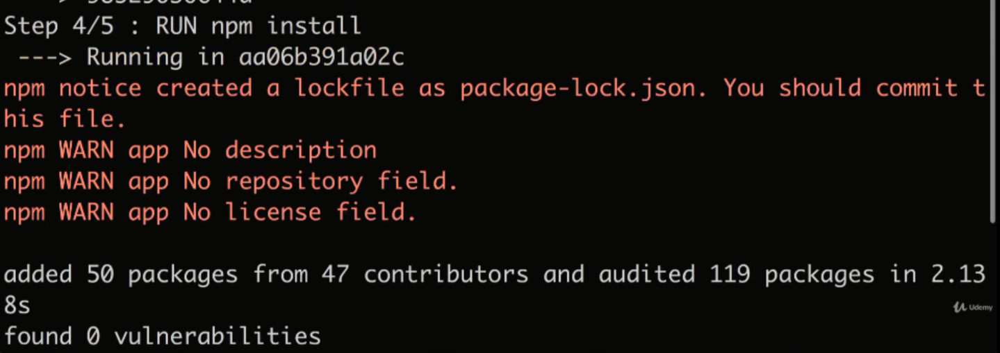 Step 4/5 : RUN npm install
---> Running in aa06b391a02c
npm notice created a lockfile as package-lock.json. You should commit t
his file.
npm WARN app No description
npm WARN app No repository field.
npm WARN app No license field.
added 50 packages from 47 contributors and audited 119 packages in 2.13
8s
Udemy
found 0 vulnerabilities